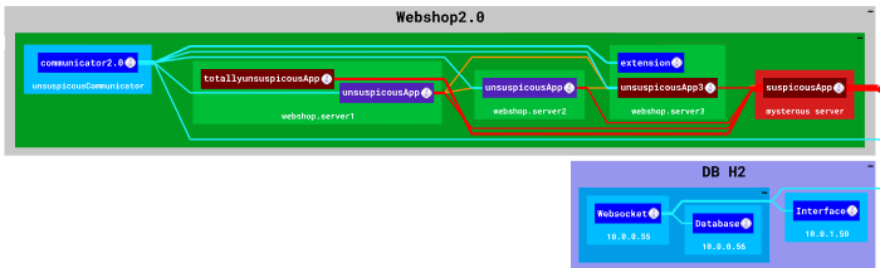 Webshop2.0
communicator2.0
unsuspicousCommunicator
totallyunsuspicousApp
unsuspicousApp
webshop.server1
unsuspicousApp
webshop.server2
extension
unsuspicousApp3
webshop.server3
suspicousApp
mysterous server
DB H2
Websocket
10.0.0.55
Database
10.0.0.56
Interface
10.0.1.50